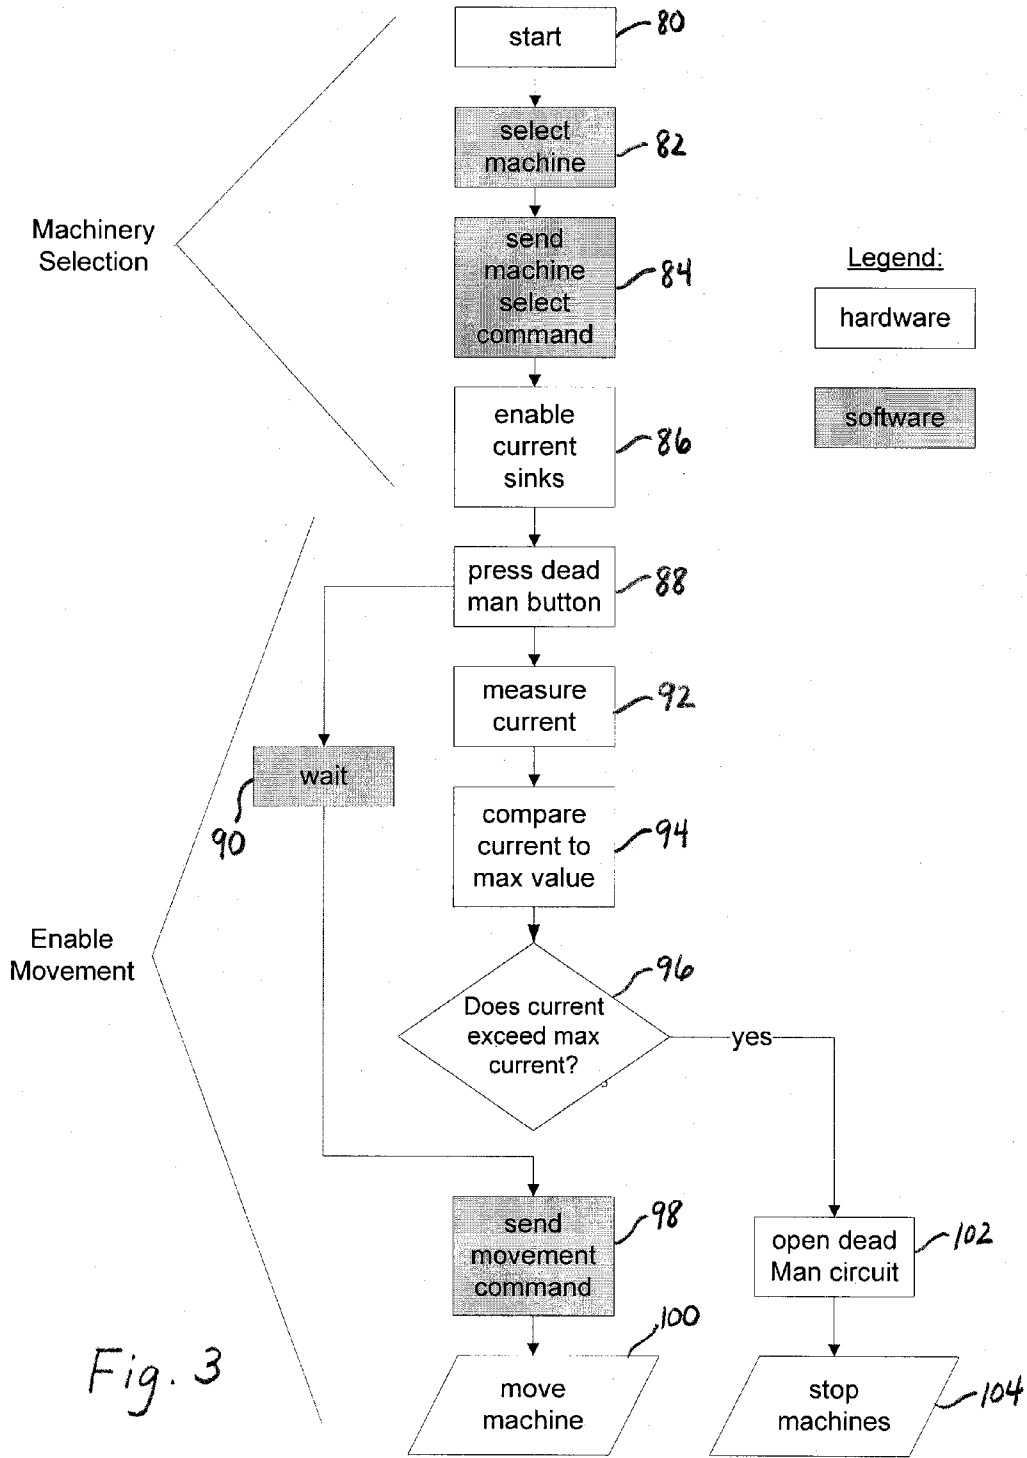 start
80
select
machine
82
send
machine
select
command
84
Machinery
Selection
Legend:
hardware
software
enable
current
sinks
86
press dead
man button
88
measure
current
92
wait
90
compare
current to
max value
94
Enable
Movement
Does current
exceed max
current?
96
yes
send
movement
command
98
open dead
Man circuit
102
move
machine
100
stop
machines
104
Fig. 3